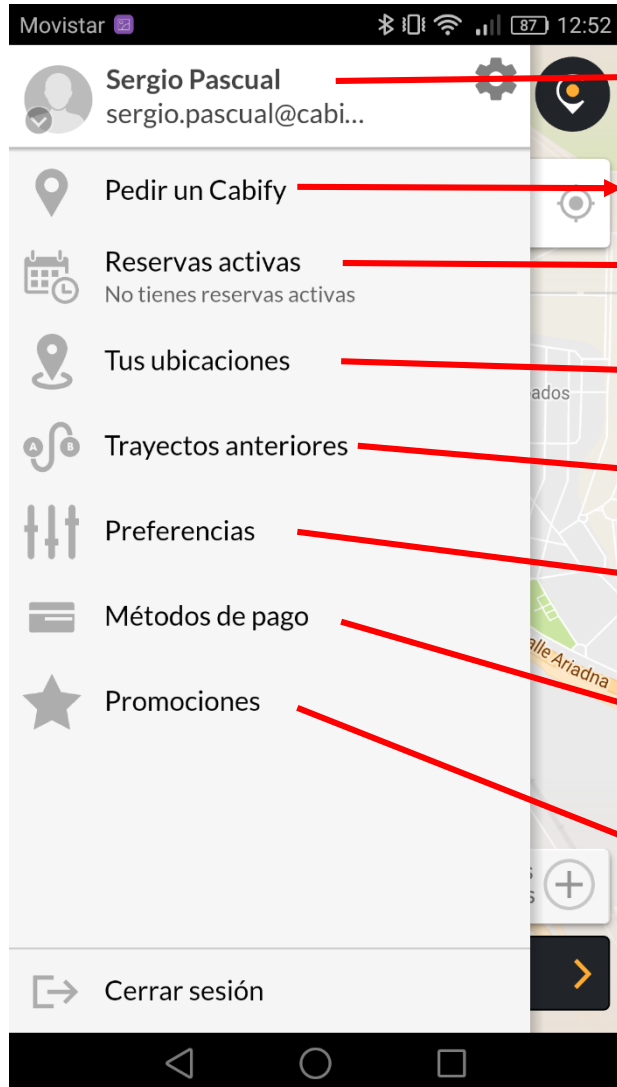 Movistar 87 12:52
Sergio Pascual
sergio.pascual@cabi...
Pedir un Cabify
Reservas activas
No tienes reservas activas
Tus ubicaciones
ados
Trayectos anteriores
A B
Preferencias
Métodos de pago
alle Ariadna
Promociones
s
s
Cerrar sesión